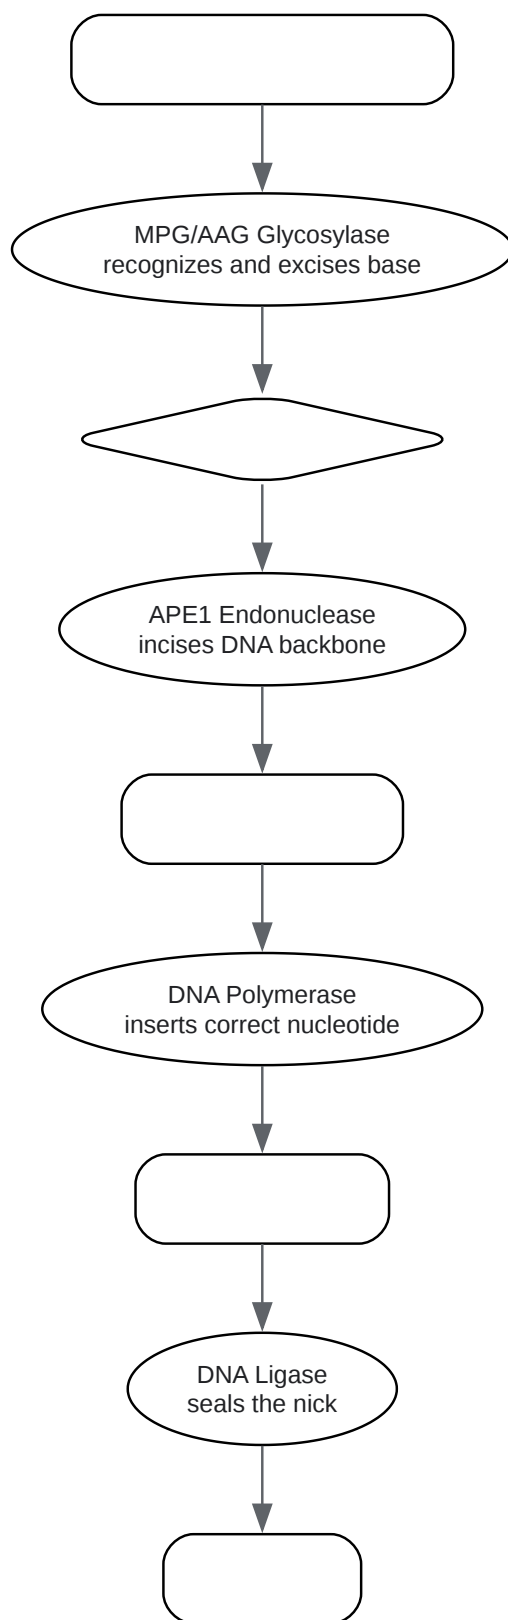 MPG/AAG Glycosylase
recognizes and excises base
APE1 Endonuclease
incises DNA backbone
DNA Polymerase
inserts correct nucleotide
DNA Ligase
seals the nick